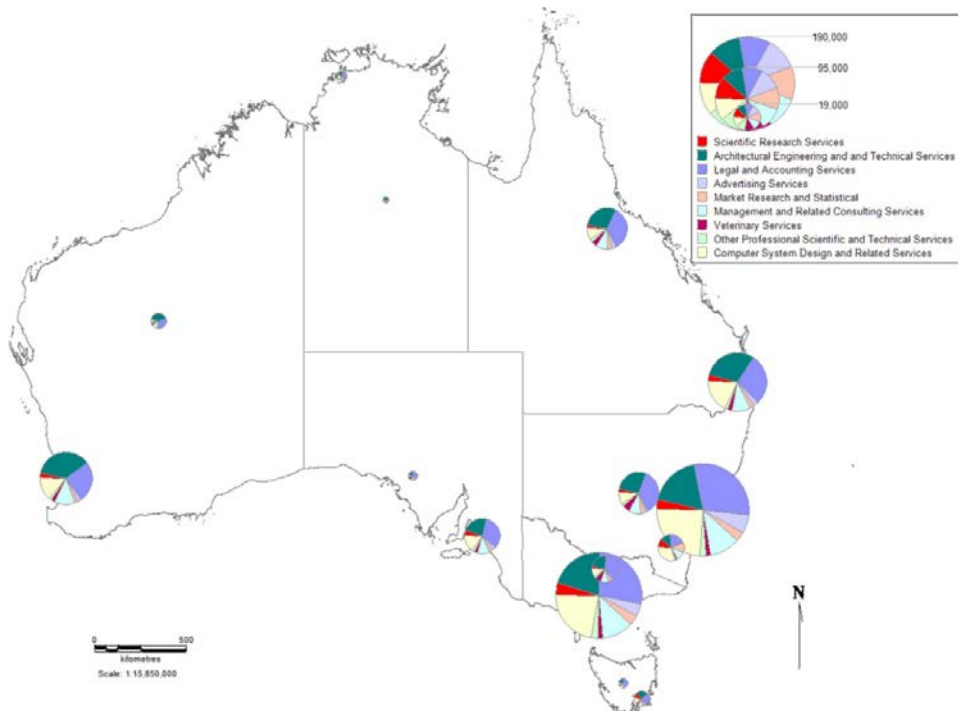 190,000
95,000
19,000
Scientific Research Services
Architectural Engineering and and Technical Services
Legal and Accounting Services
Advertising Services
Market Research and Statistical
Management and Related Consulting Services
Veterinary Services
Other Professional Scientific and Technical Services
Computer System Design and Related Services
N
0 500
kilometres
Scale: 1:15,850,000